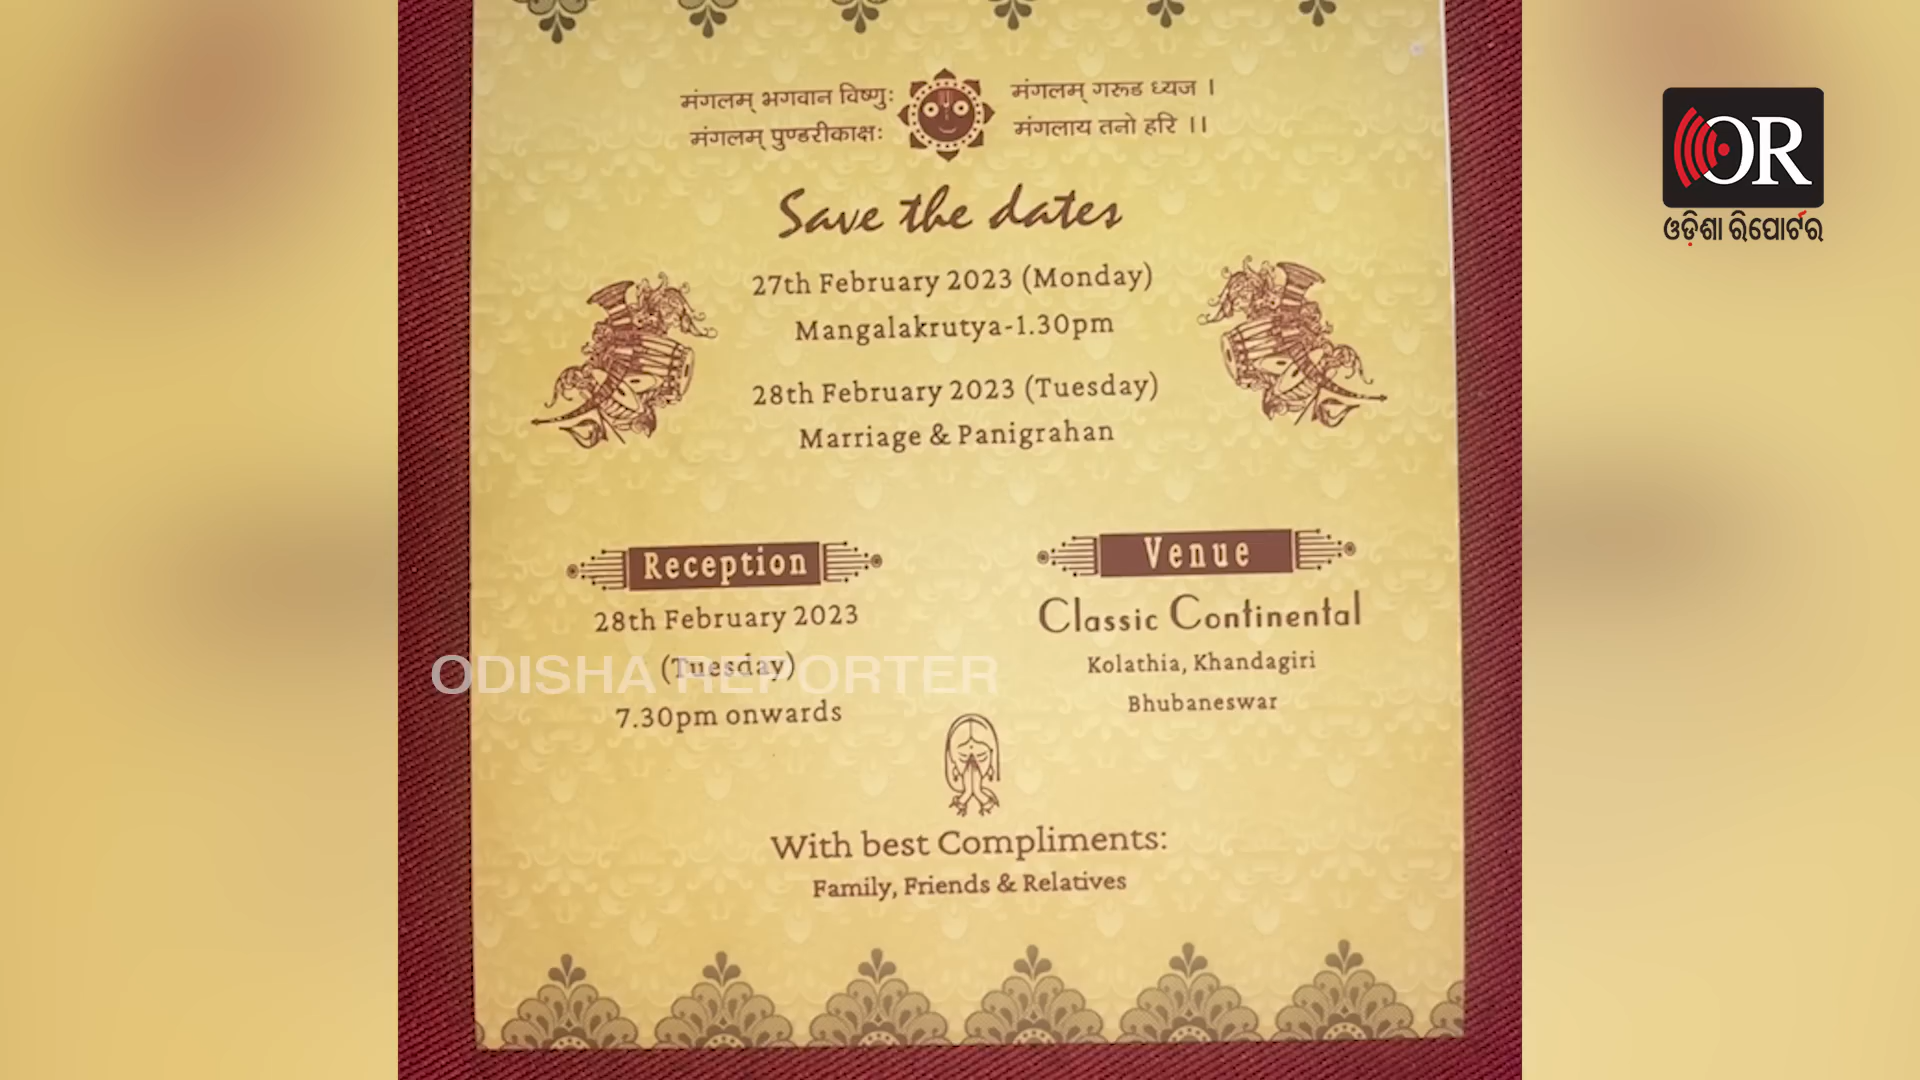 मंगलम् भगवान विष्णुः मंगलम् गरुड ध्यज ।
मंगलम् पुण्डरीकाक्षः मंगलाय तनो हरि ।।
Save the dates
27th February 2023 (Monday)
Mangalakrutya-1.30pm
28th February 2023 (Tuesday)
Marriage & Panigrahan
Reception
28th February 2023
(Tuesday)
7.30pm onwards
Venue
Classic Continental
Kolathia, Khandagiri
Bhubaneswar
With best Compliments:
Family, Friends & Relatives
ODISHA REPORTER
OR
ଓଡ଼ିଶା ରିପୋର୍ଟର